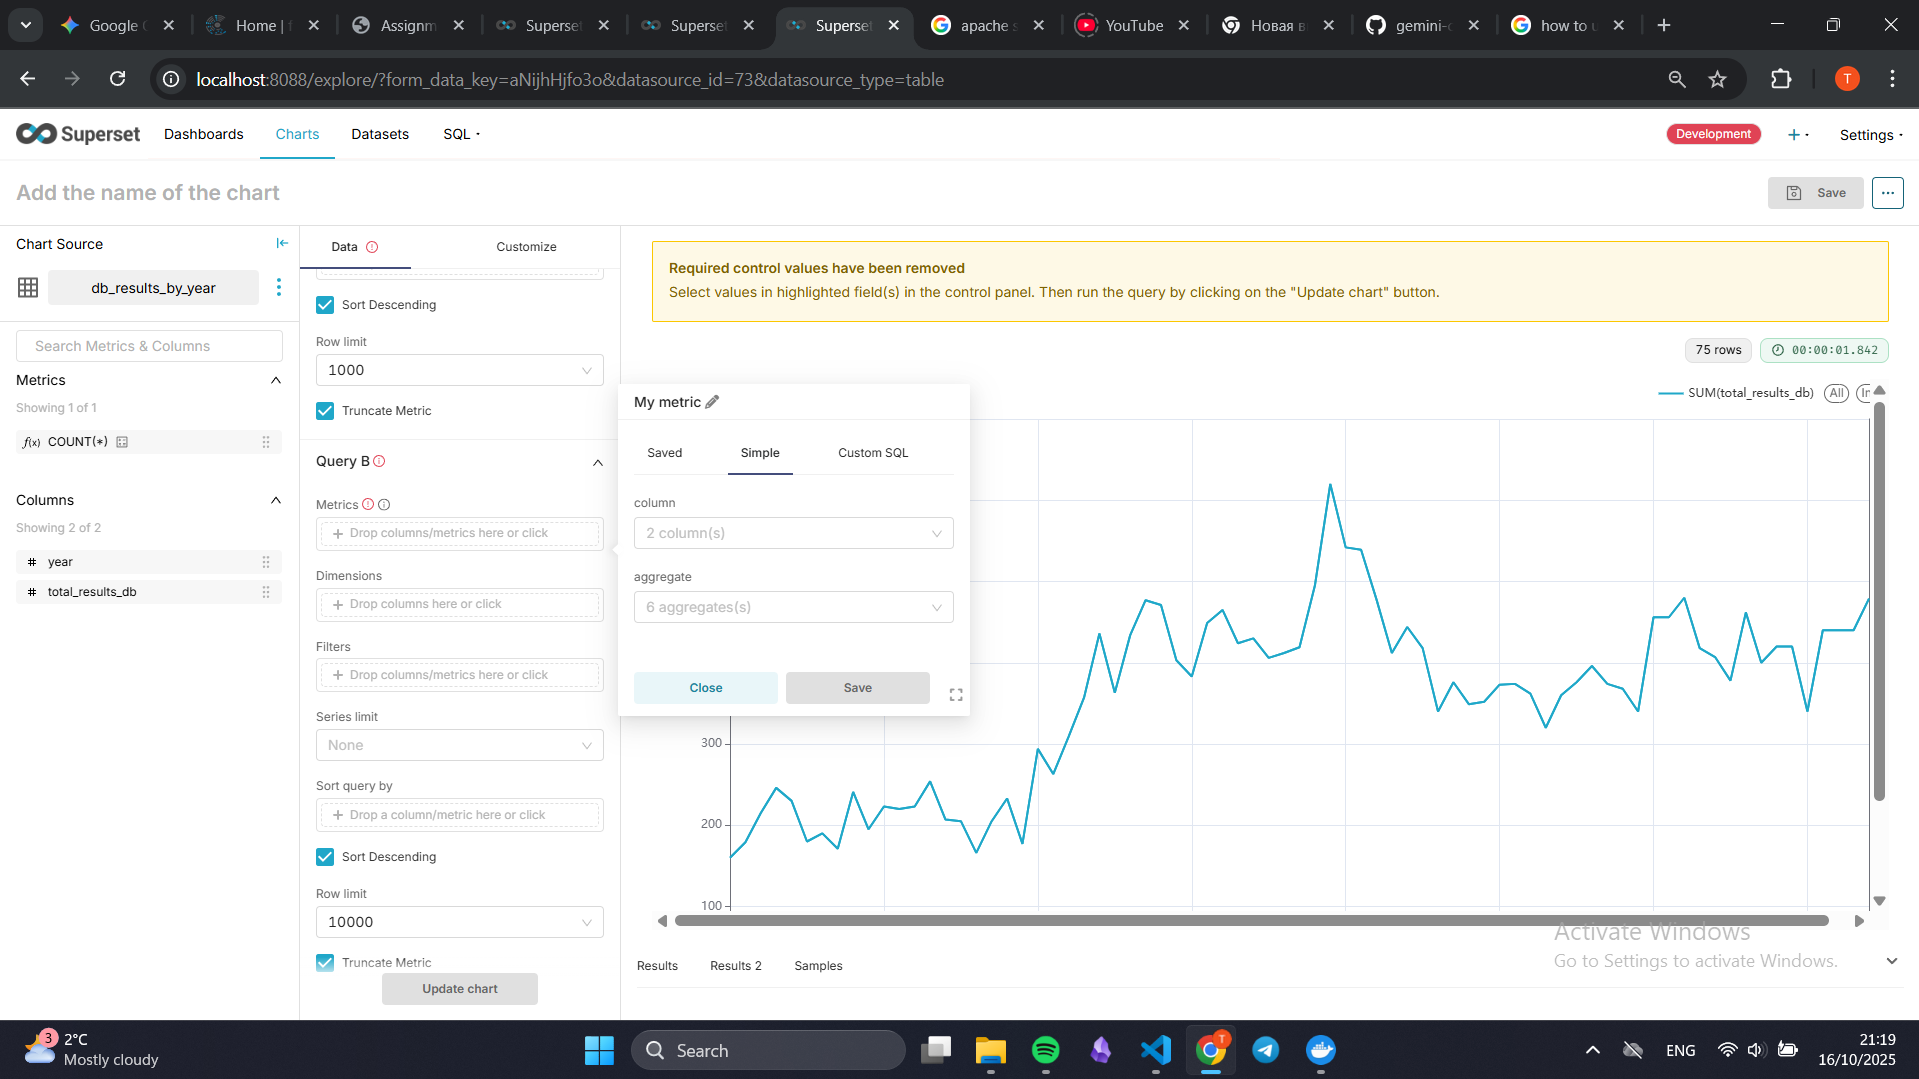 Google C
Home | f
Assignm
Superset
Superset
Superset
apache s
YouTube
Новая в
gemini-c
how to u
localhost:8088/explore/?form_data_key=aNijhHjfo3o&datasource_id=73&datasource_type=table
T
Superset
Dashboards
Charts
Datasets
SQL
Development
Settings
Add the name of the chart
Save
Chart Source
db_results_by_year
Search Metrics & Columns
Metrics
Showing 1 of 1
f(x) COUNT(*)
Columns
Showing 2 of 2
# year
# total_results_db
Data
Customize
Sort Descending
Row limit
1000
Truncate Metric
Query B
Metrics
+ Drop columns/metrics here or click
Dimensions
+ Drop columns here or click
Filters
+ Drop columns/metrics here or click
Series limit
None
Sort query by
+ Drop a column/metric here or click
Sort Descending
Row limit
10000
Truncate Metric
Update chart
Required control values have been removed
Select values in highlighted field(s) in the control panel. Then run the query by clicking on the "Update chart" button.
75 rows
00:00:01.842
SUM(total_results_db)
All
In
My metric
Saved
Simple
Custom SQL
column
2 column(s)
aggregate
6 aggregates(s)
Close
Save
300
200
100
Results
Results 2
Samples
Activate Windows
Go to Settings to activate Windows.
3
2°C
Mostly cloudy
Search
T
ENG
21:19
16/10/2025